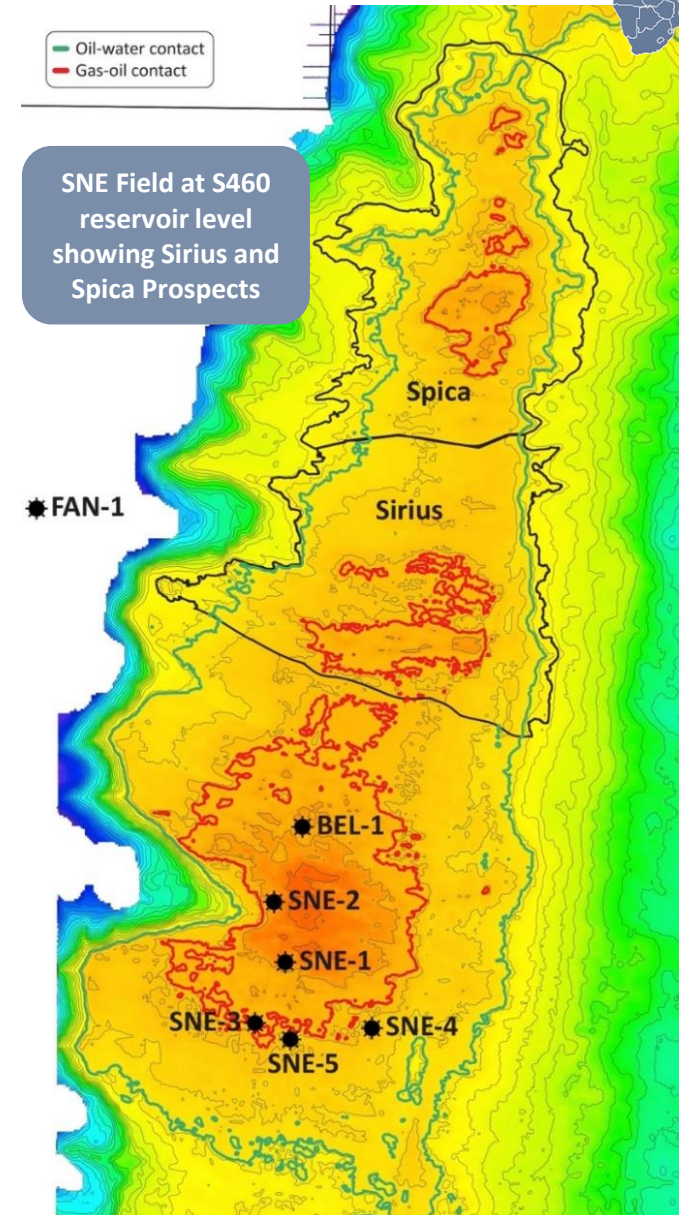 Oil-water contact
Gas-oil contact
SNE Field at S460
reservoir level
showing Sirius and
Spica Prospects
Spica
Sirius
FAN-1
BEL-1
SNE-2
SNE-1
SNE-3
SNE-4
SNE-5